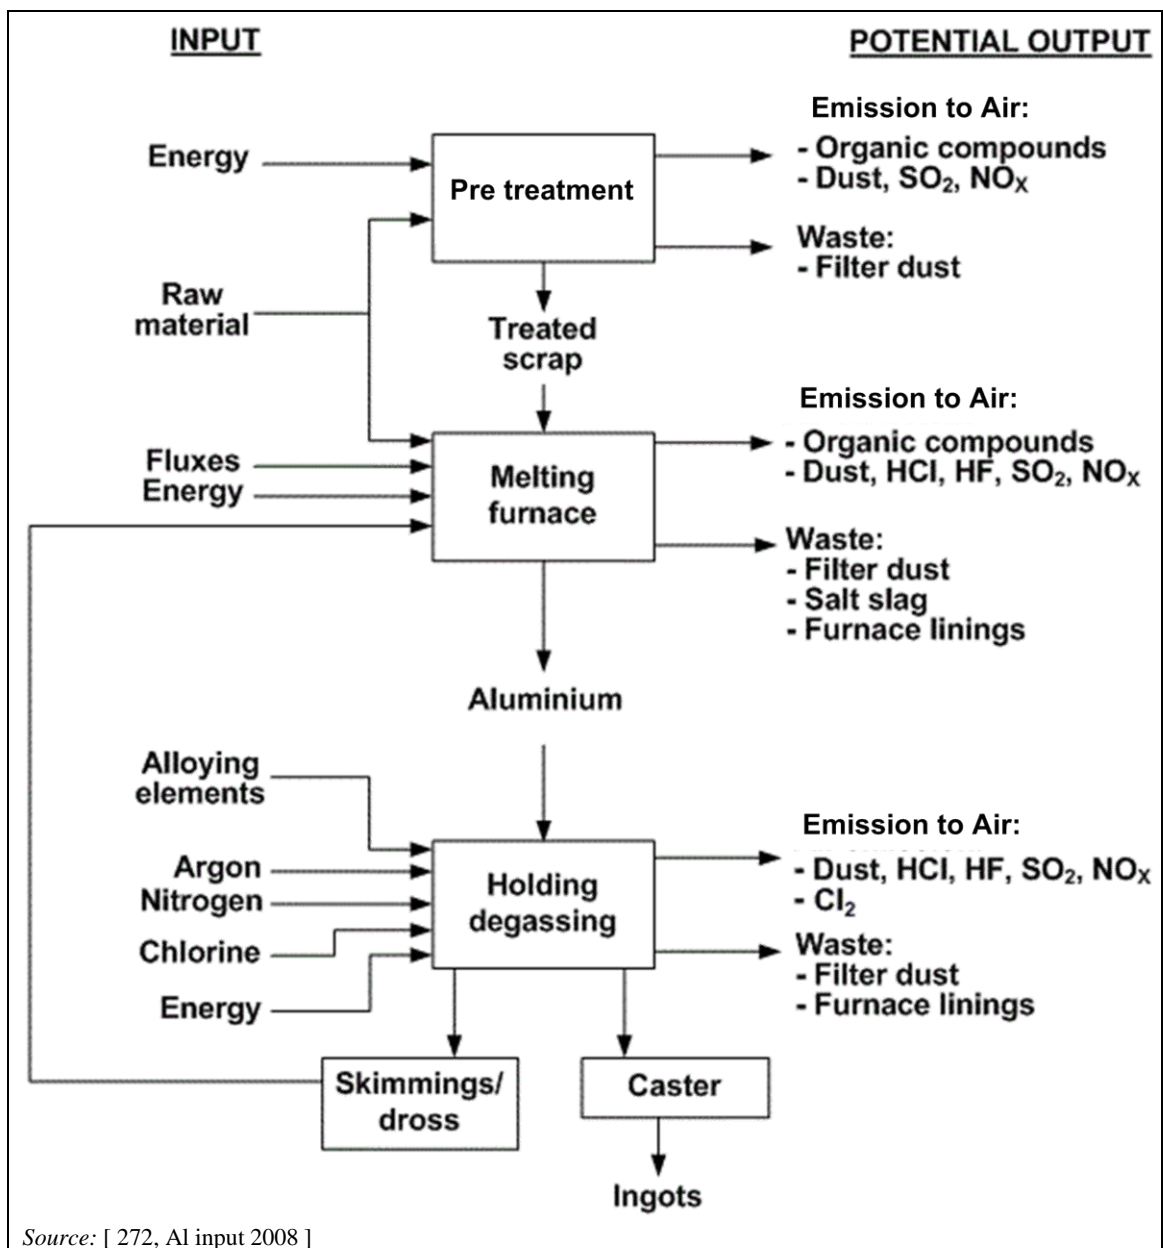 INPUT
POTENTIAL OUTPUT
Emission to Air:
Energy
Pre treatment
- Organic compounds
- Dust, SO₂, NOₓ
Waste:
- Filter dust
Raw
material
Treated
scrap
Emission to Air:
- Organic compounds
- Dust, HCl, HF, SO₂, NOₓ
Fluxes
Energy
Melting
furnace
Waste:
- Filter dust
- Salt slag
- Furnace linings
Aluminium
Alloying
elements
Emission to Air:
- Dust, HCl, HF, SO₂, NOₓ
- Cl₂
Argon
Nitrogen
Chlorine
Energy
Holding
degassing
Waste:
- Filter dust
- Furnace linings
Skimmings/
dross
Caster
Ingots
Source: [ 272, Al input 2008 ]